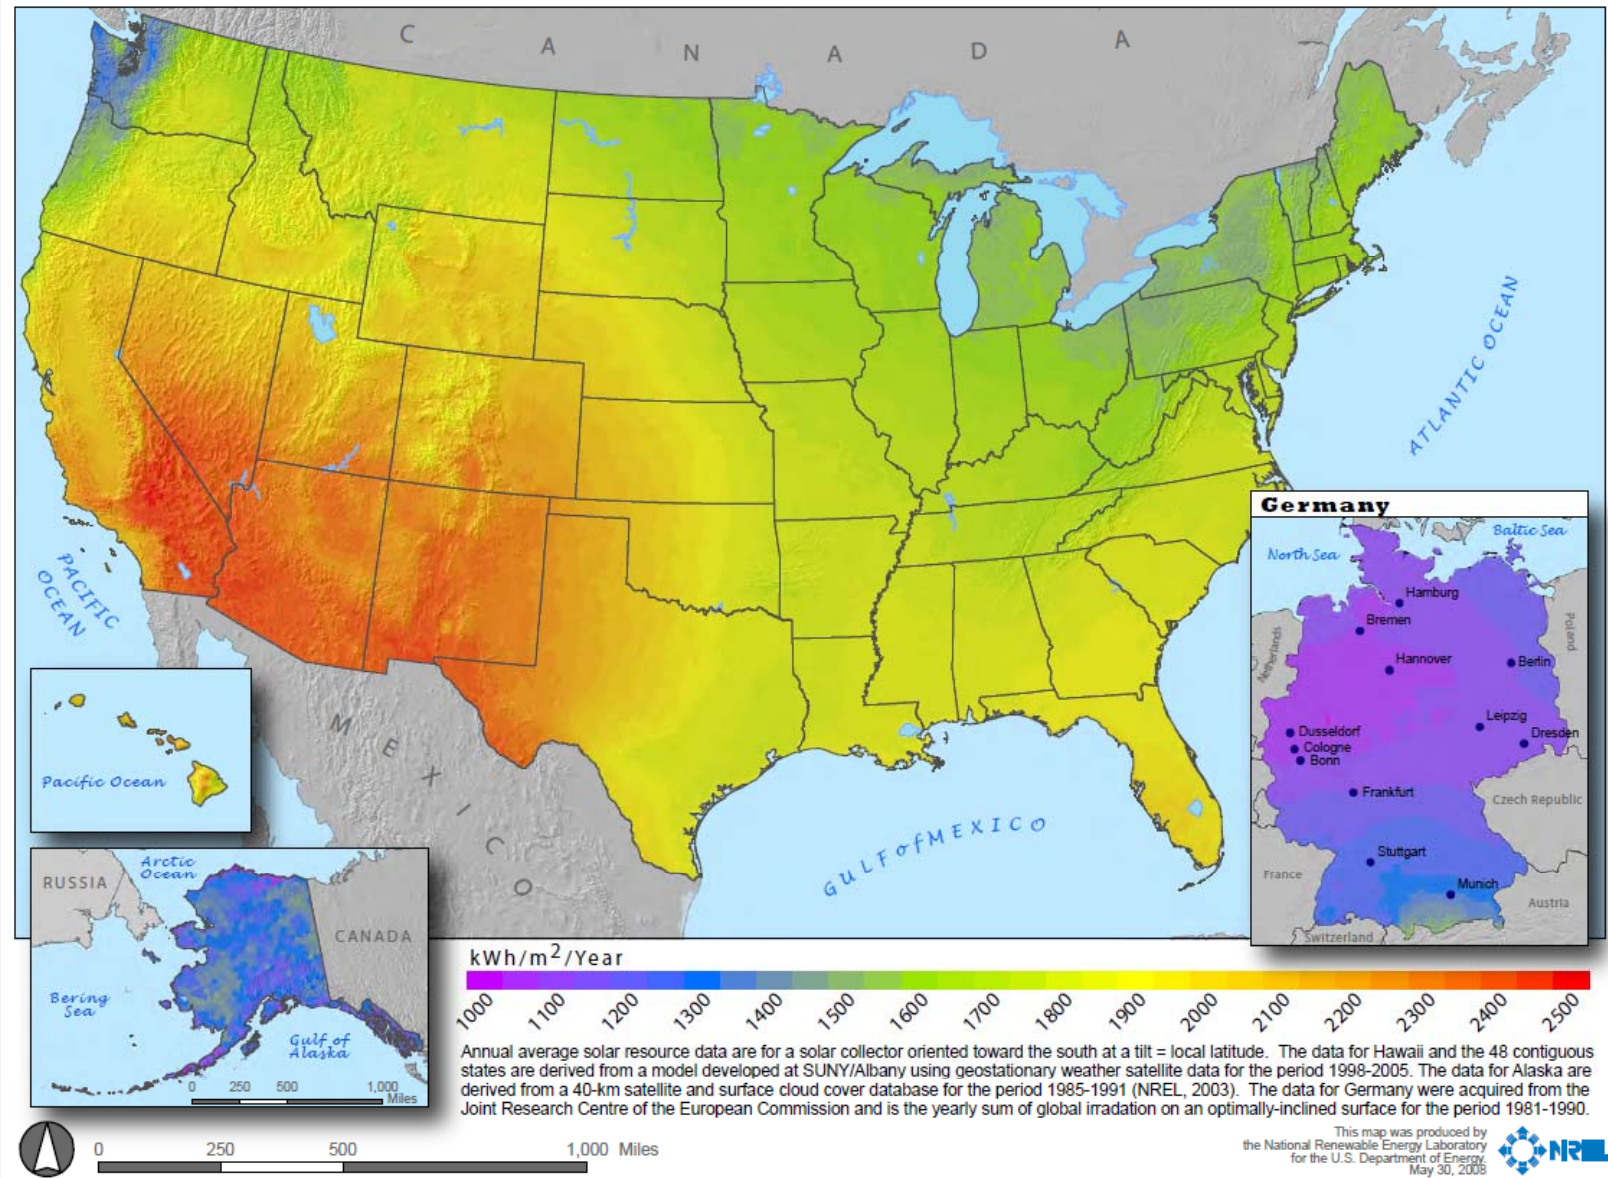 C A N A D A
ATLANTIC OCEAN
PACIFIC
OCEAN
MEXICO
GULF of MEXICO
Pacific Ocean
Arctic
Ocean
RUSSIA
CANADA
Bering
Sea
Gulf of
Alaska
0 250 500 1,000
Miles
Germany
North Sea
Baltic Sea
Hamburg
Bremen
Netherlands
Poland
Hannover
Berlin
Leipzig
Dusseldorf
Dresden
Cologne
Bonn
Frankfurt
Czech Republic
Stuttgart
France
Munich
Austria
Switzerland
kWh/m2/Year
1000 1100 1200 1300 1400 1500 1600 1700 1800 1900 2000 2100 2200 2300 2400 2500
Annual average solar resource data are for a solar collector oriented toward the south at a tilt = local latitude. The data for Hawaii and the 48 contiguous
states are derived from a model developed at SUNY/Albany using geostationary weather satellite data for the period 1998-2005. The data for Alaska are
derived from a 40-km satellite and surface cloud cover database for the period 1985-1991 (NREL, 2003). The data for Germany were acquired from the
Joint Research Centre of the European Commission and is the yearly sum of global irradation on an optimally-inclined surface for the period 1981-1990.
0 250 500 1,000 Miles
This map was produced by
the National Renewable Energy Laboratory
for the U.S. Department of Energy.
May 30, 2008
NREL